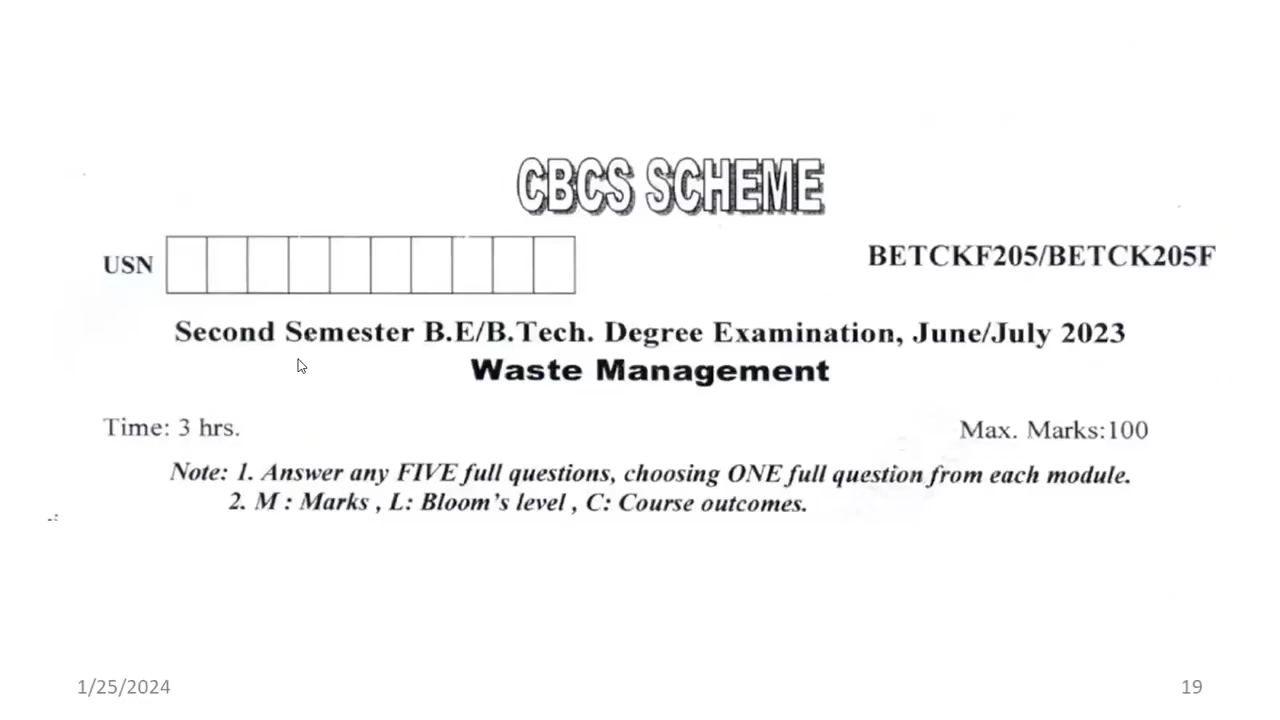 CBCS SCHEME
USN
BETCKF205/BETCK205F
Second Semester B.E/B.Tech. Degree Examination, June/July 2023
Waste Management
Time: 3 hrs.
Max. Marks:100
Note: 1. Answer any FIVE full questions, choosing ONE full question from each module.
2. M : Marks , L: Bloom's level , C: Course outcomes.
1/25/2024
19